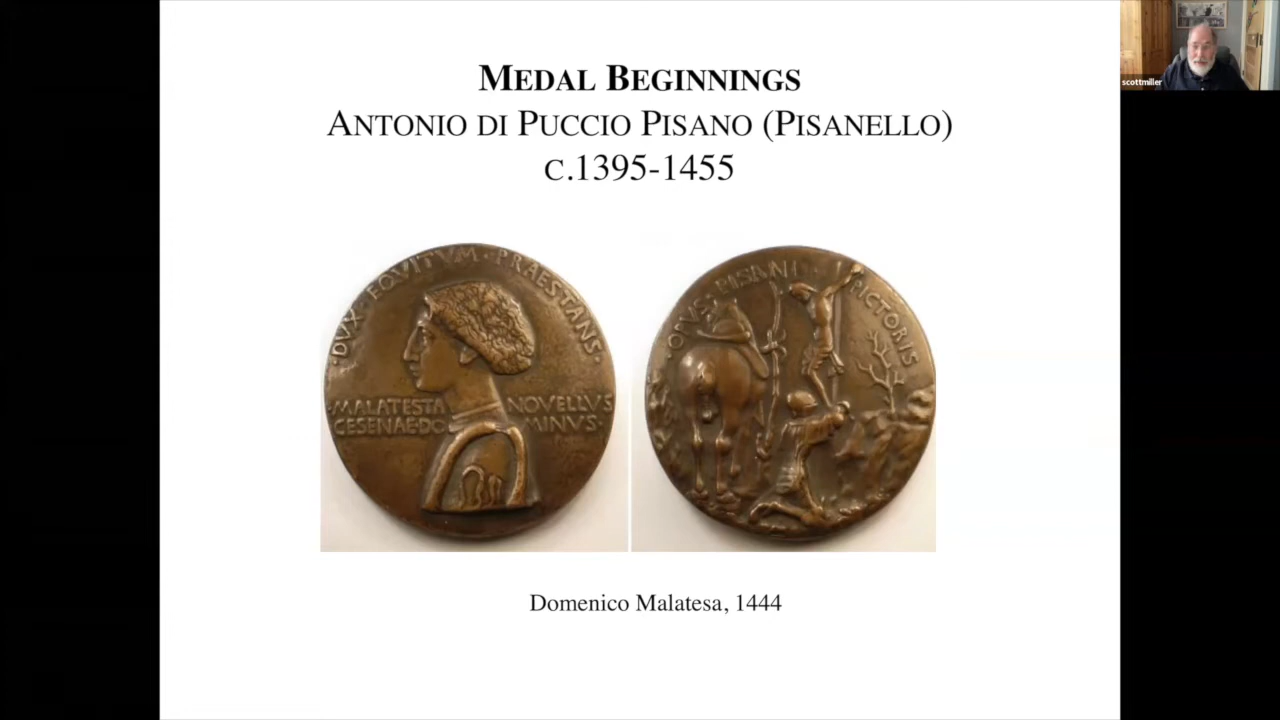 MEDAL BEGINNINGS
ANTONIO DI PUCCIO PISANO (PISANELLO)
C.1395-1455
·DVX·EQVITVM·PRAESTANS·
·MALATESTA NOVELLVS
CESENAE·DO MINVS·
·OPVS·PISANI PICTORIS
Domenico Malatesa, 1444
scottmiller